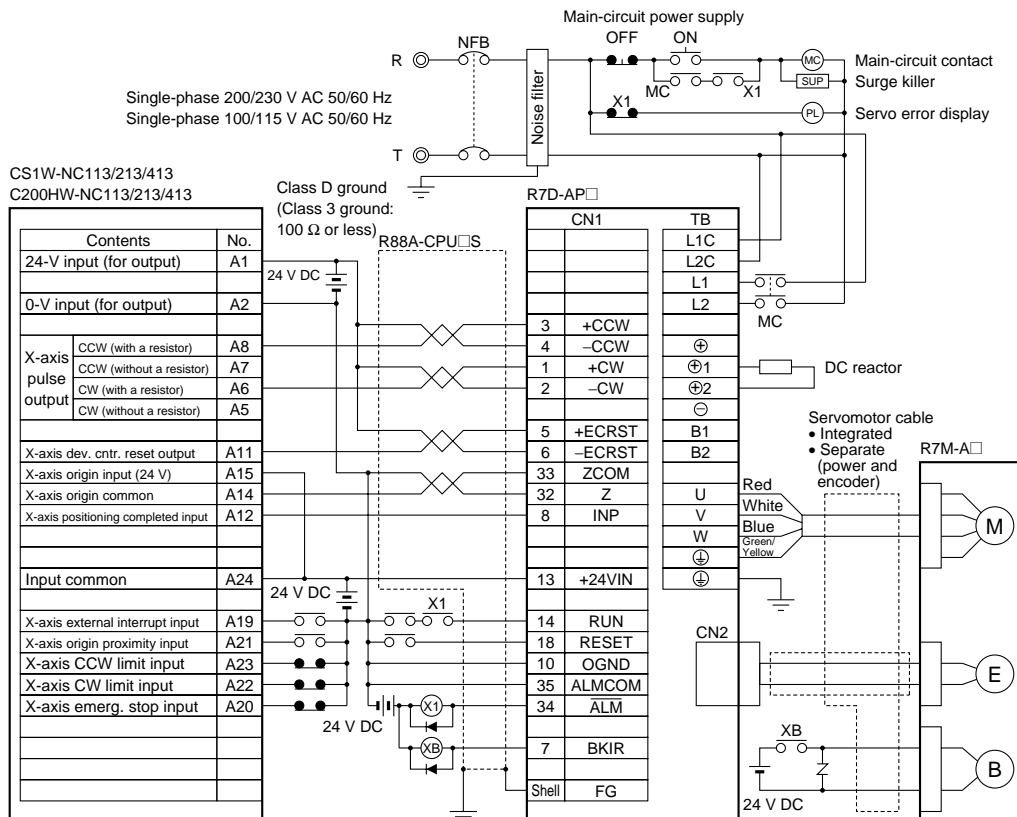 Main-circuit power supply
OFF ON
NFB
R
MC Main-circuit contact
SUP Surge killer
MC X1
X1
PL Servo error display
Noise filter
Single-phase 200/230 V AC 50/60 Hz
Single-phase 100/115 V AC 50/60 Hz
T
CS1W-NC113/213/413
C200HW-NC113/213/413
Class D ground
(Class 3 ground:
100 Ω or less)
R88A-CPU□S
R7D-AP□
CN1 TB
Contents No.
24-V input (for output) A1
24 V DC
0-V input (for output) A2
X-axis pulse output
CCW (with a resistor) A8
CCW (without a resistor) A7
CW (with a resistor) A6
CW (without a resistor) A5
X-axis dev. cntr. reset output A11
X-axis origin input (24 V) A15
X-axis origin common A14
X-axis positioning completed input A12
Input common A24
24 V DC
X-axis external interrupt input A19
X-axis origin proximity input A21
X-axis CCW limit input A23
X-axis CW limit input A22
X-axis emerg. stop input A20
X1
24 V DC
X1
XB
3 +CCW
4 −CCW
1 +CW
2 −CW
5 +ECRST
6 −ECRST
33 ZCOM
32 Z
8 INP
13 +24VIN
14 RUN
18 RESET
10 OGND
35 ALMCOM
34 ALM
7 BKIR
Shell FG
L1C
L2C
L1
L2
MC
⊕
⊕1
⊕2
⊖
B1
B2
U
V
W
DC reactor
Servomotor cable
• Integrated
• Separate
(power and
encoder)
R7M-A□
Red
White
Blue
Green/
Yellow
M
CN2
E
XB
24 V DC
B